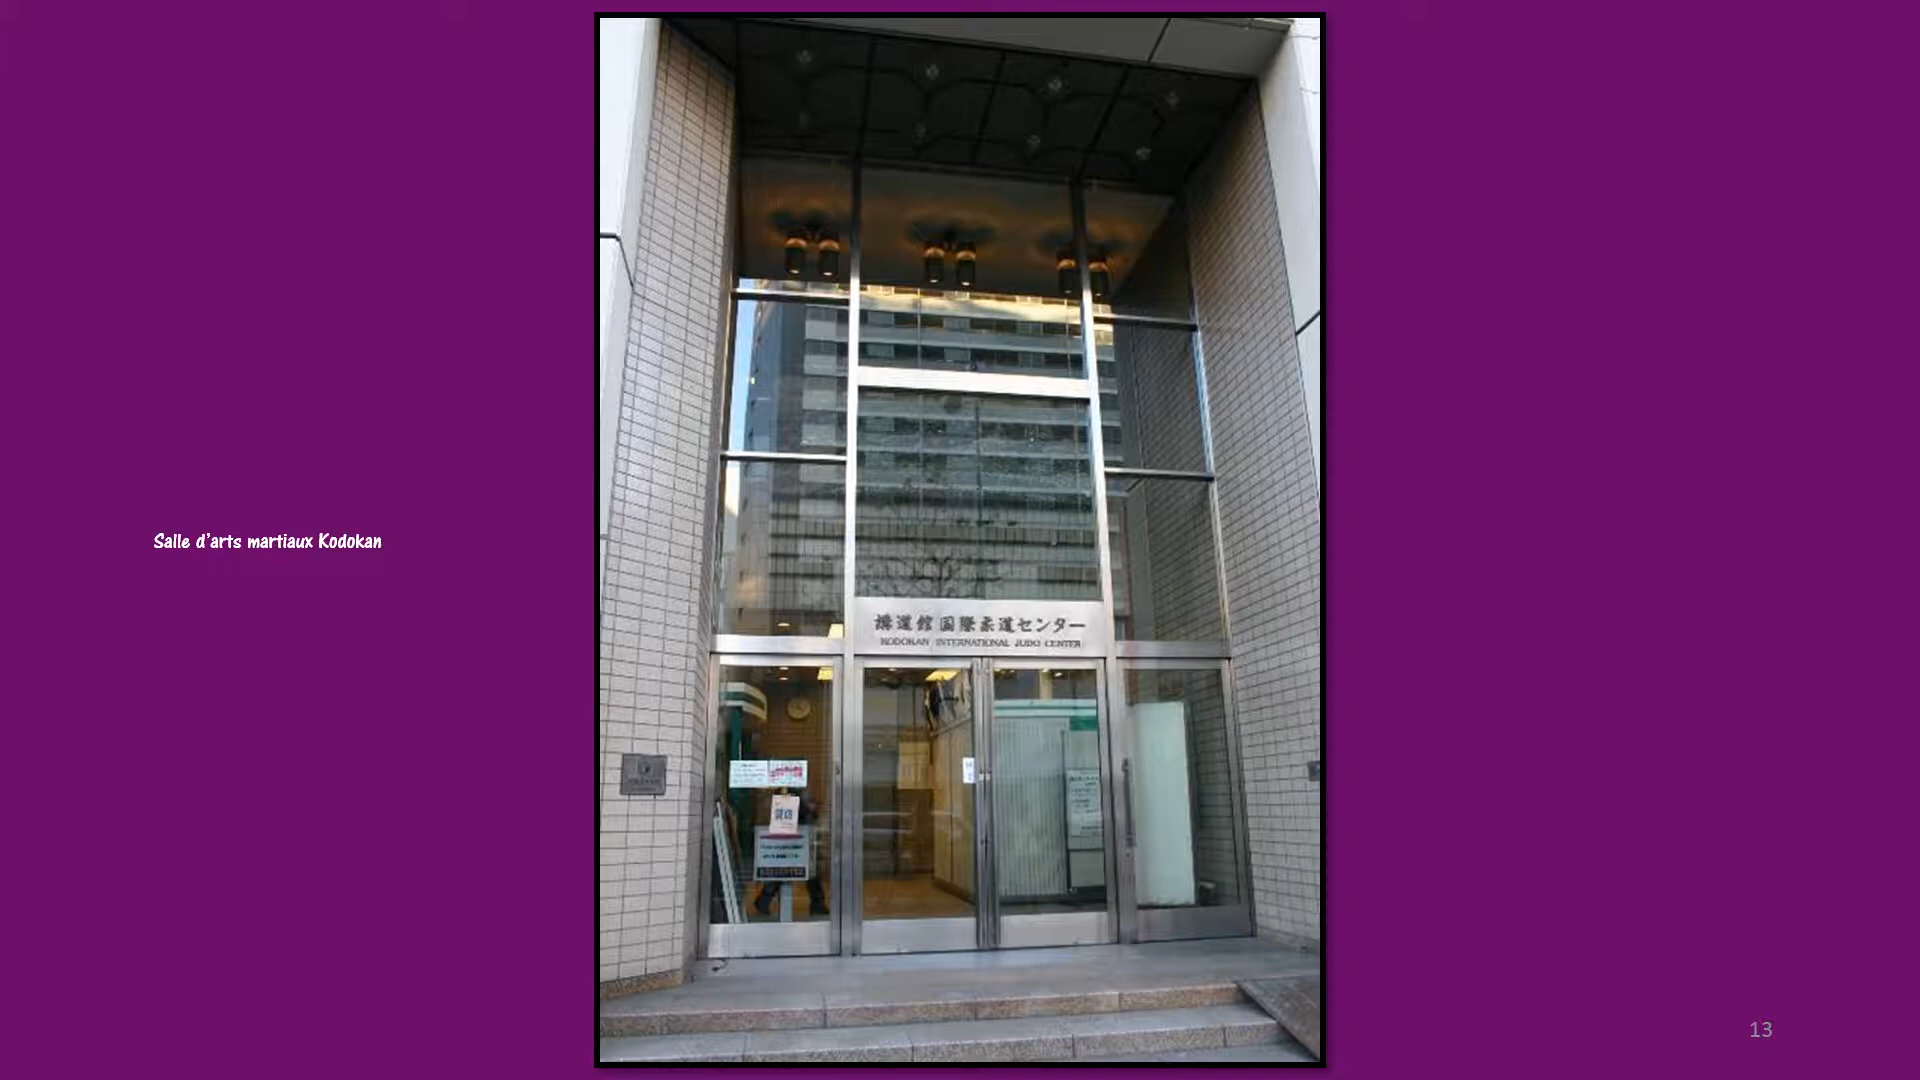 Salle d'arts martiaux Kodokan
講道館国際柔道センター
KODOKAN INTERNATIONAL JUDO CENTER
13